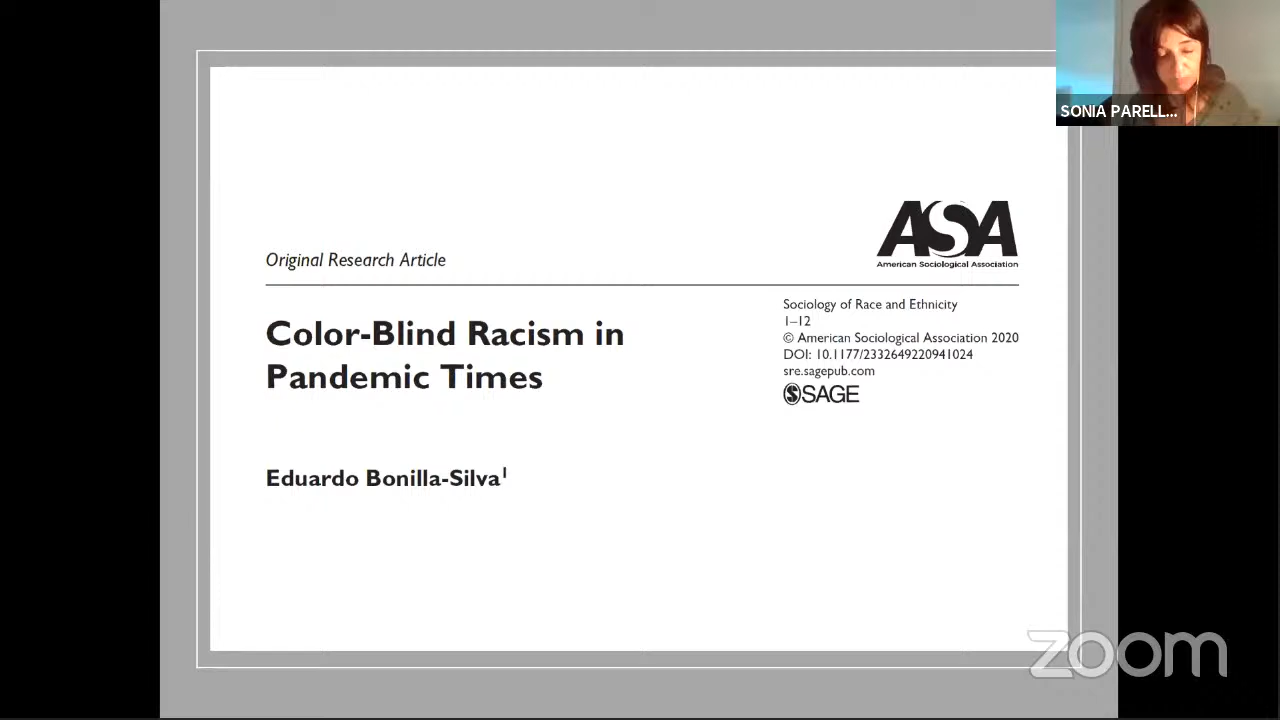 SONIA PARELL...
ASA
American Sociological Association
Original Research Article
Sociology of Race and Ethnicity
1–12
© American Sociological Association 2020
DOI: 10.1177/2332649220941024
sre.sagepub.com
SSAGE
Color-Blind Racism in
Pandemic Times
Eduardo Bonilla-Silva¹
zoom